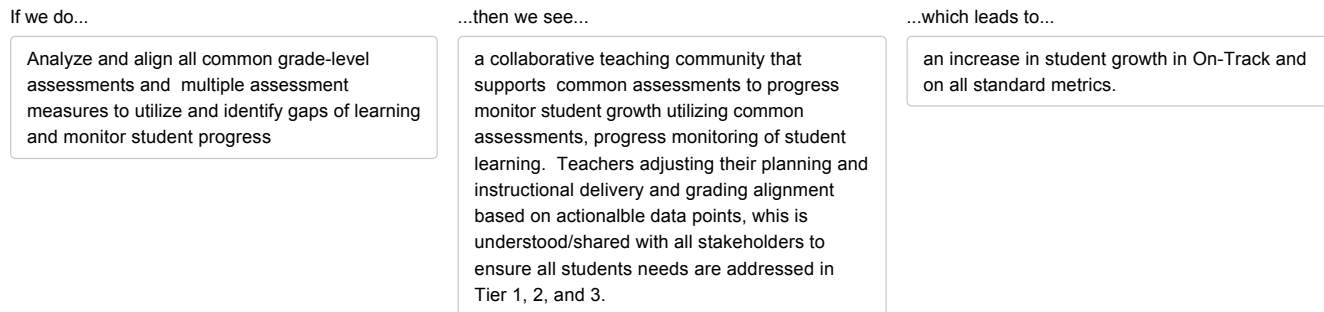 If we do...
Analyze and align all common grade-level
assessments and  multiple assessment
measures to utilize and identify gaps of learning
and monitor student progress
...then we see...
a collaborative teaching community that
supports  common assessments to progress
monitor student growth utilizing common
assessments, progress monitoring of student
learning.  Teachers adjusting their planning and
instructional delivery and grading alignment
based on actionalble data points, whis is
understood/shared with all stakeholders to
ensure all students needs are addressed in
Tier 1, 2, and 3.
...which leads to...
an increase in student growth in On-Track and
on all standard metrics.